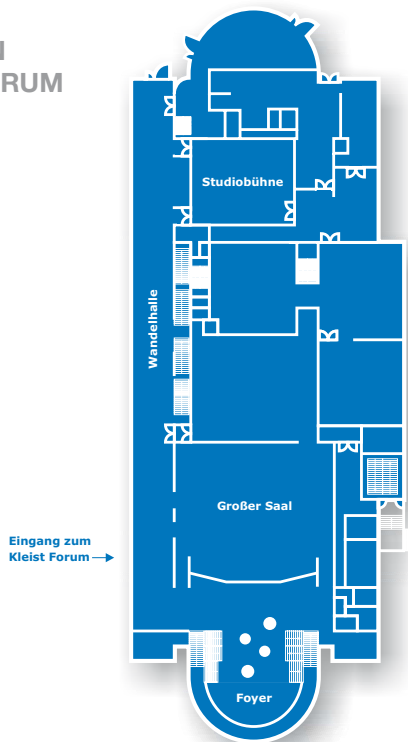 RUM
Studiobühne
Wandelhalle
Großer Saal
Eingang zum
Kleist Forum
Foyer